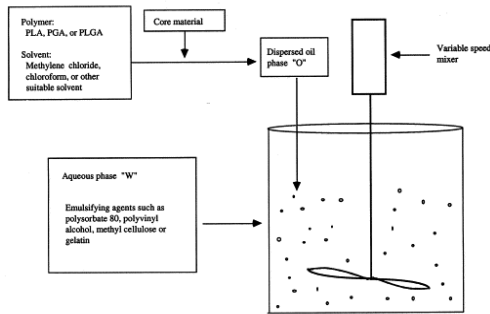 Polymer:
PLA, PGA, or PLGA
Solvent:
Methylene chloride,
chloroform, or other
suitable solvent
Core material
Dispersed oil
phase "O"
Variable speed
mixer
Aqueous phase "W"
Emulsifying agents such as
polysorbate 80, polyvinyl
alcohol, methyl cellulose or
gelatin